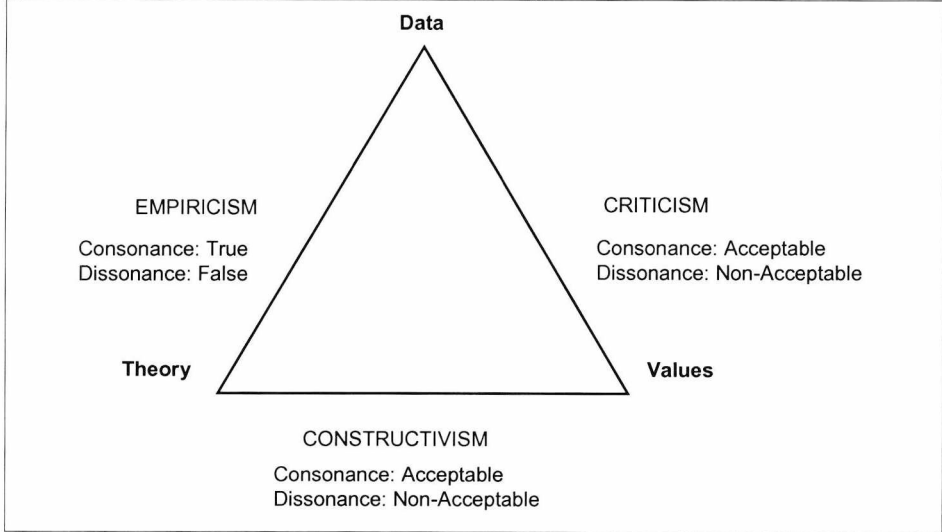 Data
EMPIRICISM
Consonance: True
Dissonance: False
CRITICISM
Consonance: Acceptable
Dissonance: Non-Acceptable
Theory
Values
CONSTRUCTIVISM
Consonance: Acceptable
Dissonance: Non-Acceptable